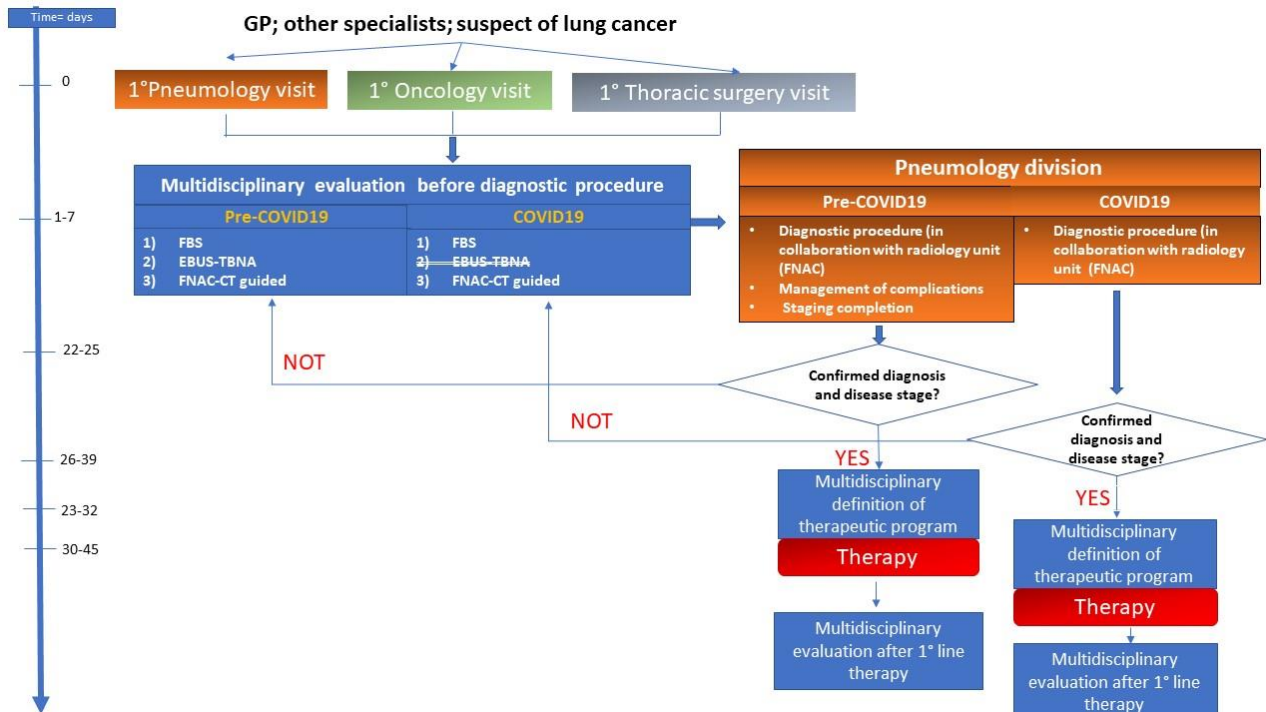 Time= days
GP; other specialists; suspect of lung cancer
0
1°Pneumology visit
1° Oncology visit
1° Thoracic surgery visit
Multidisciplinary evaluation before diagnostic procedure
Pre-COVID19
COVID19
1) FBS
2) EBUS-TBNA
3) FNAC-CT guided
1) FBS
2) EBUS-TBNA
3) FNAC-CT guided
Pneumology division
Pre-COVID19
COVID19
• Diagnostic procedure (in
collaboration with radiology unit
(FNAC)
• Management of complications
• Staging completion
• Diagnostic procedure (in
collaboration with radiology
unit (FNAC)
1-7
22-25
NOT
Confirmed diagnosis
and disease stage?
NOT
Confirmed
diagnosis and
disease stage?
26-39
23-32
30-45
YES
Multidisciplinary
definition of
therapeutic program
Therapy
Multidisciplinary
evaluation after 1° line
therapy
YES
Multidisciplinary
definition of
therapeutic program
Therapy
Multidisciplinary
evaluation after 1° line
therapy